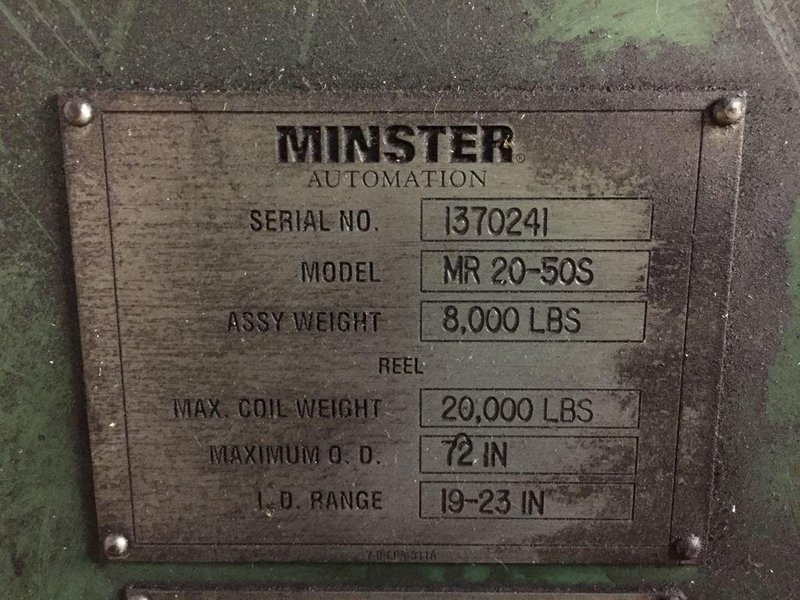 MINSTER®
AUTOMATION
SERIAL NO. 1370241
MODEL MR 20-50S
ASSY WEIGHT 8,000 LBS
REEL
MAX. COIL WEIGHT 20,000 LBS
MAXIMUM O. D. 72 IN
I. D. RANGE 19-23 IN